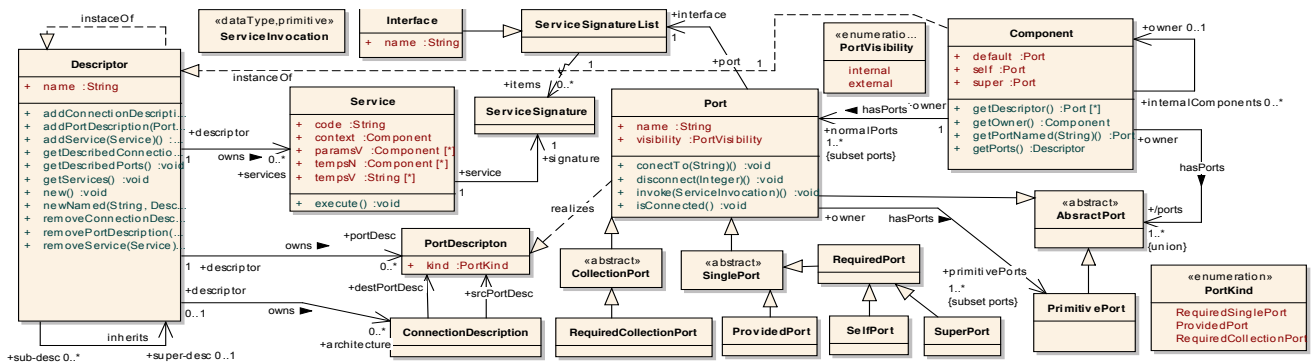 instaceOf
Descriptor
+ name :String
+ addConnectionDescripti...
+ addPortDescription(Port...
+ addService(Service)() :...
+ getDescribedConnectio...
+ getDescribedPorts() :void
+ getServices() :void
+ new() :void
+ newNamed(String, Desc...
+ removeConnectionDesc...
+ removePortDescription(...
+ removeService(Service)...
inherits
+sub-desc 0..*
+super-desc 0..1
«dataType,primitive»
ServiceInvocation
Interface
+ name :String
ServiceSignatureList
+interface
1
instanceOf
1
1
+port
+items
0..*
ServiceSignature
1
+signature
+descriptor
1
owns
0..*
+services
Service
+ code :String
+ context :Component
+ paramsV :Component [*]
+ tempsN :Component [*]
+ tempsV :String [*]
+ execute() :void
+service
1
Port
+ name :String
+ visibility :PortVisibility
+ conectTo(String)() :void
+ disconnect(Integer)() :void
+ invoke(ServiceInvocation)() :void
+ isConnected() :void
«enumeratio...
PortVisibility
internal
external
Component
+ default :Port
+ self :Port
+ super :Port
+ getDescriptor() :Port [*]
+ getOwner() :Component
+ getPortNamed(String)() :Port
+ getPorts() :Descriptor
+owner 0..1
+internalComponents 0..*
hasPorts
+owner
1
+normalPorts
1..*
{subset ports}
+owner
1
hasPorts
+/ports
1..*
{union}
«abstract»
AbsractPort
realizes
owns
+portDesc
1
+descriptor
0..*
PortDescripton
+ kind :PortKind
+destPortDesc
+srcPortDesc
+descriptor
0..1
owns
0..*
+architecture
ConnectionDescription
«abstract»
CollectionPort
RequiredCollectionPort
«abstract»
SinglePort
ProvidedPort
RequiredPort
SelfPort
SuperPort
+owner
1
hasPorts
+primitivePorts
1..*
{subset ports}
PrimitivePort
«enumeration»
PortKind
RequiredSinglePort
ProvidedPort
RequiredCollectionPort